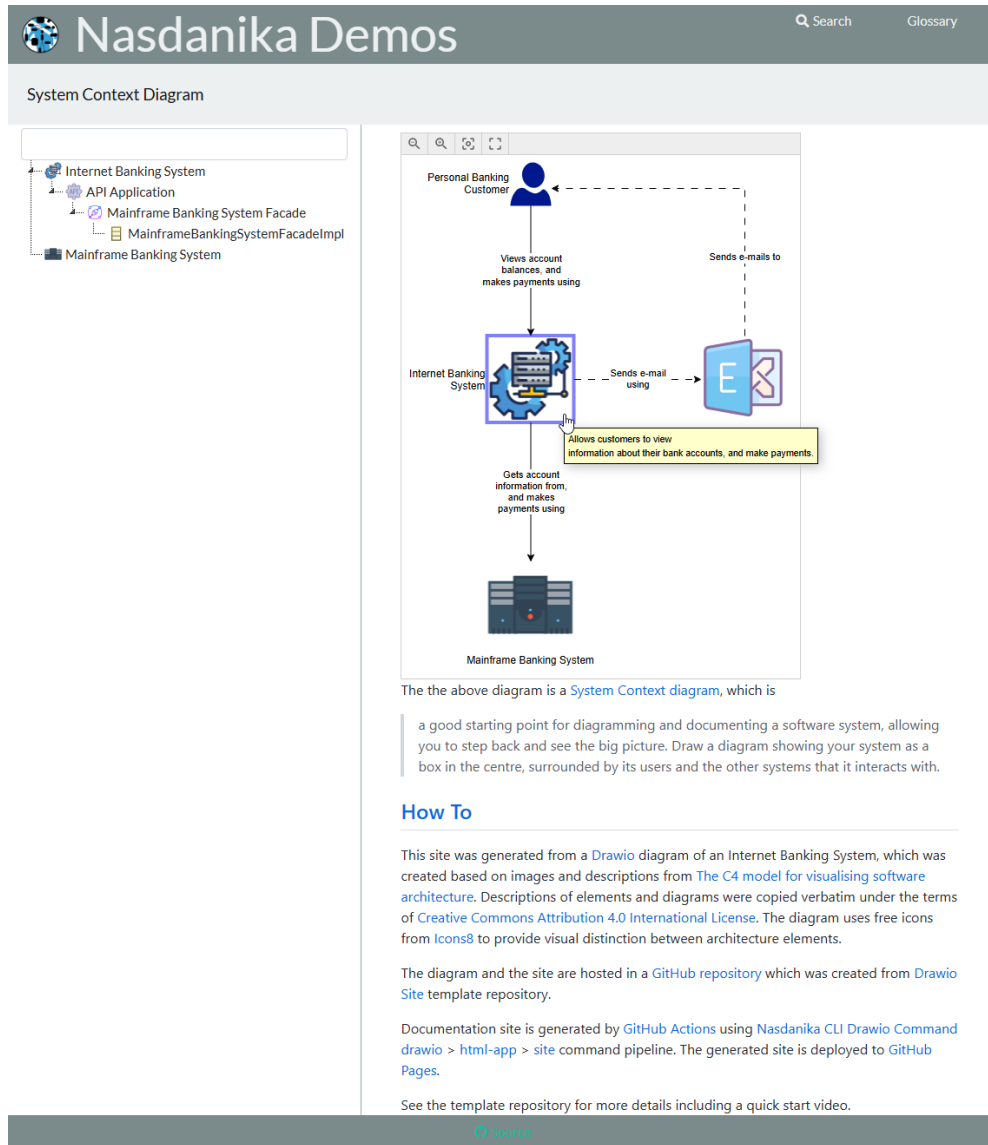 Nasdanika Demos
Search
Glossary
System Context Diagram
Internet Banking System
API Application
Mainframe Banking System Facade
MainframeBankingSystemFacadeImpl
Mainframe Banking System
Personal Banking
Customer
Views account
balances, and
makes payments using
Sends e-mails to
Internet Banking
System
Sends e-mail
using
E
Allows customers to view
information about their bank accounts, and make payments.
Gets account
information from,
and makes
payments using
Mainframe Banking System
The the above diagram is a System Context diagram, which is
a good starting point for diagramming and documenting a software system, allowing
you to step back and see the big picture. Draw a diagram showing your system as a
box in the centre, surrounded by its users and the other systems that it interacts with.
How To
This site was generated from a Drawio diagram of an Internet Banking System, which was
created based on images and descriptions from The C4 model for visualising software
architecture. Descriptions of elements and diagrams were copied verbatim under the terms
of Creative Commons Attribution 4.0 International License. The diagram uses free icons
from Icons8 to provide visual distinction between architecture elements.
The diagram and the site are hosted in a GitHub repository which was created from Drawio
Site template repository.
Documentation site is generated by GitHub Actions using Nasdanika CLI Drawio Command
drawio > html-app > site command pipeline. The generated site is deployed to GitHub
Pages.
See the template repository for more details including a quick start video.
Source